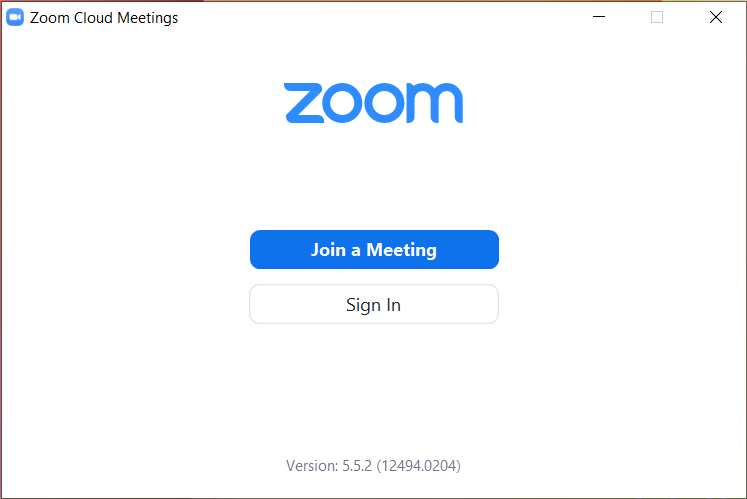 Zoom Cloud Meetings
zoom
Join a Meeting
Sign In
Version: 5.5.2 (12494.0204)